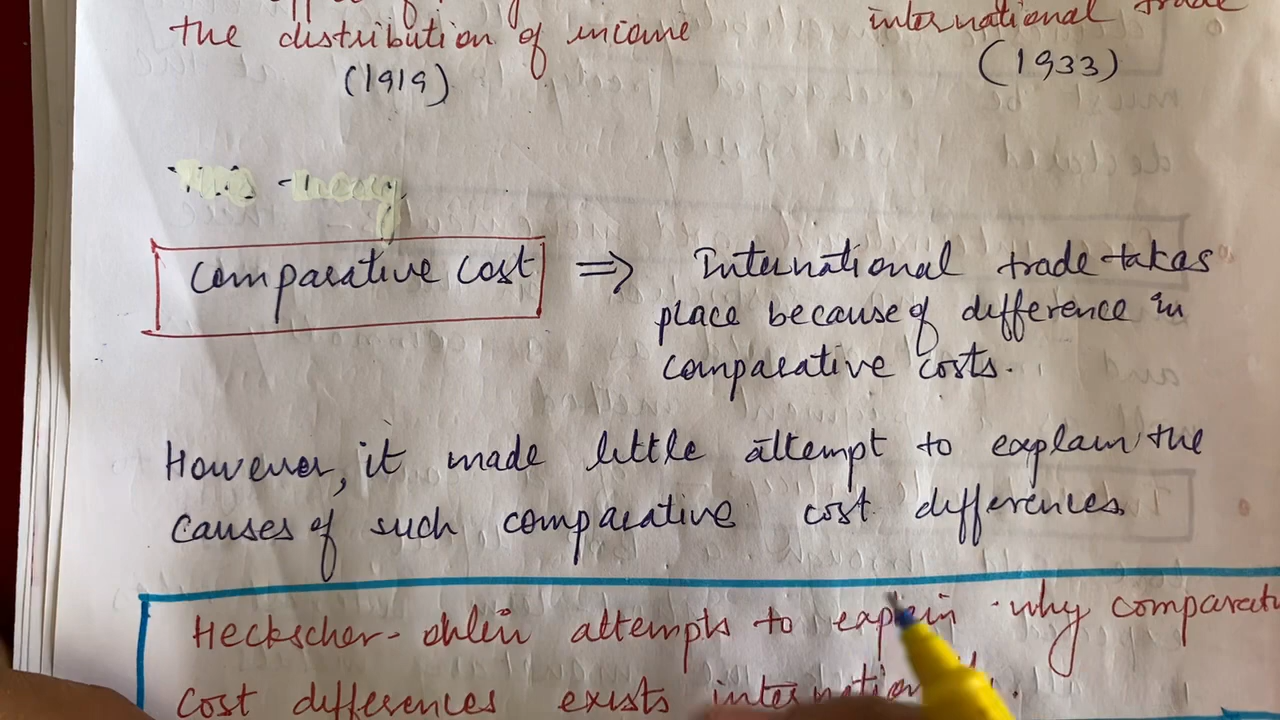 the distribution of income
(1919)
international trade
(1933)
Comparative Cost ⇒ International trade takes
place because of difference in
comparative costs.
However, it made little attempt to explain the
causes of such comparative cost differences
Heckscher-Ohlin attempts to explain why comparati
cost differences exists internation